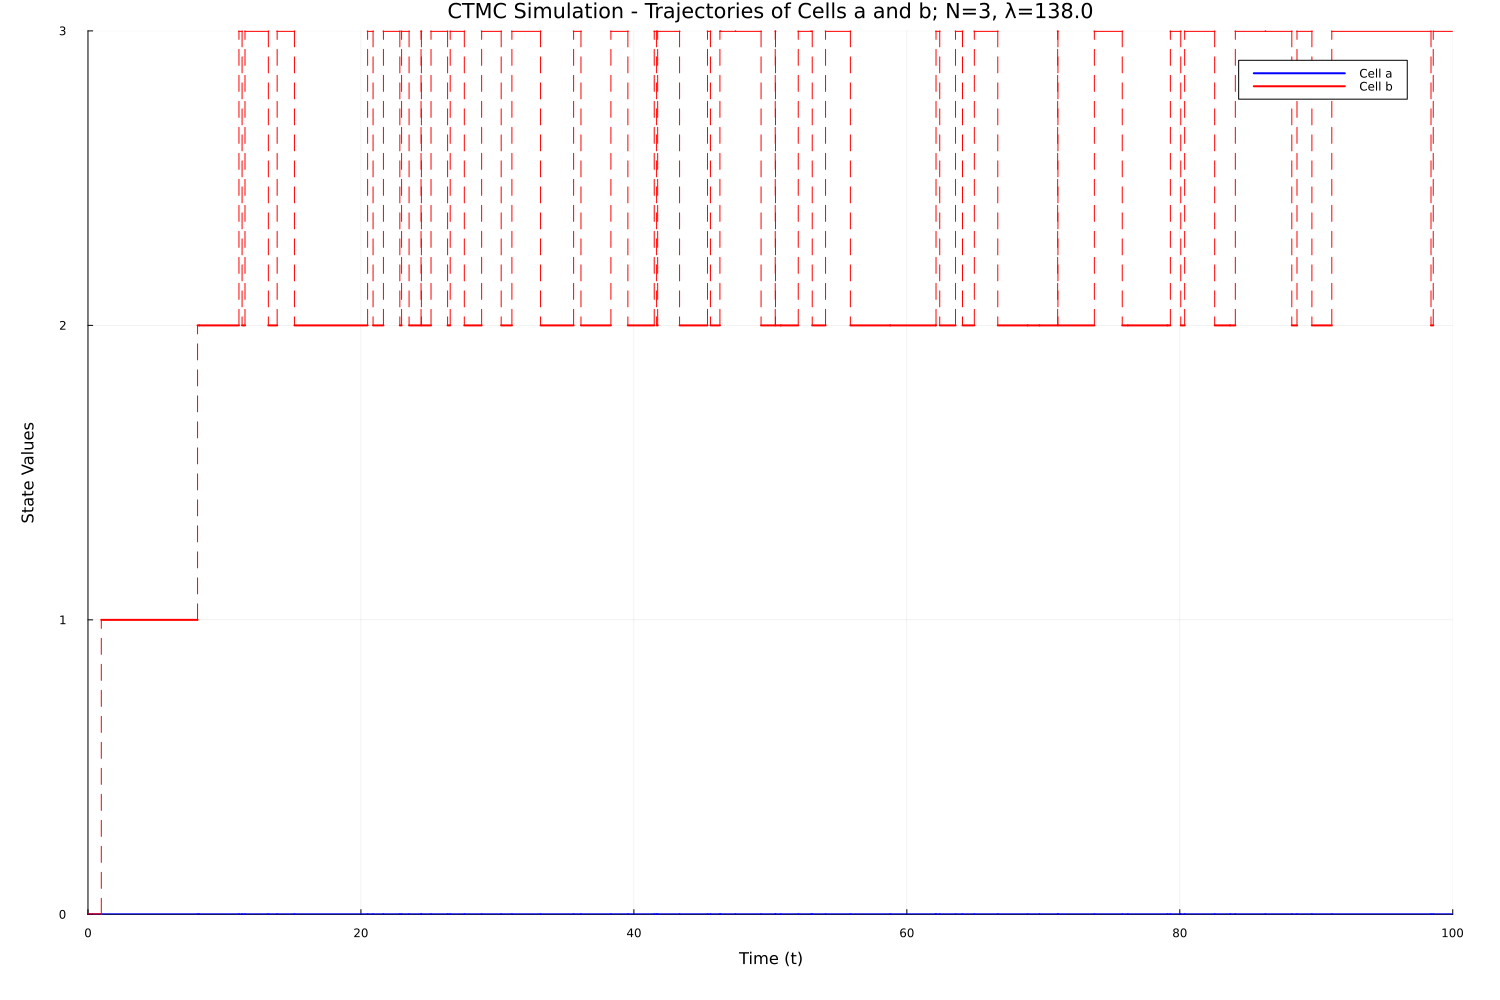 CTMC Simulation - Trajectories of Cells a and b; N=3, λ=138.0
3
Cell a
Cell b
2
State Values
1
0
0 20 40 60 80 100
Time (t)